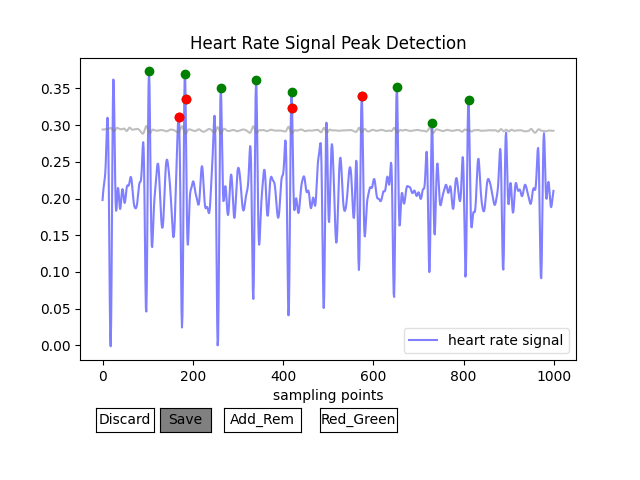 Heart Rate Signal Peak Detection
0.35
0.30
0.25
0.20
0.15
0.10
0.05
0.00
heart rate signal
0 200 400 600 800 1000
sampling points
Discard Save Add_Rem Red_Green